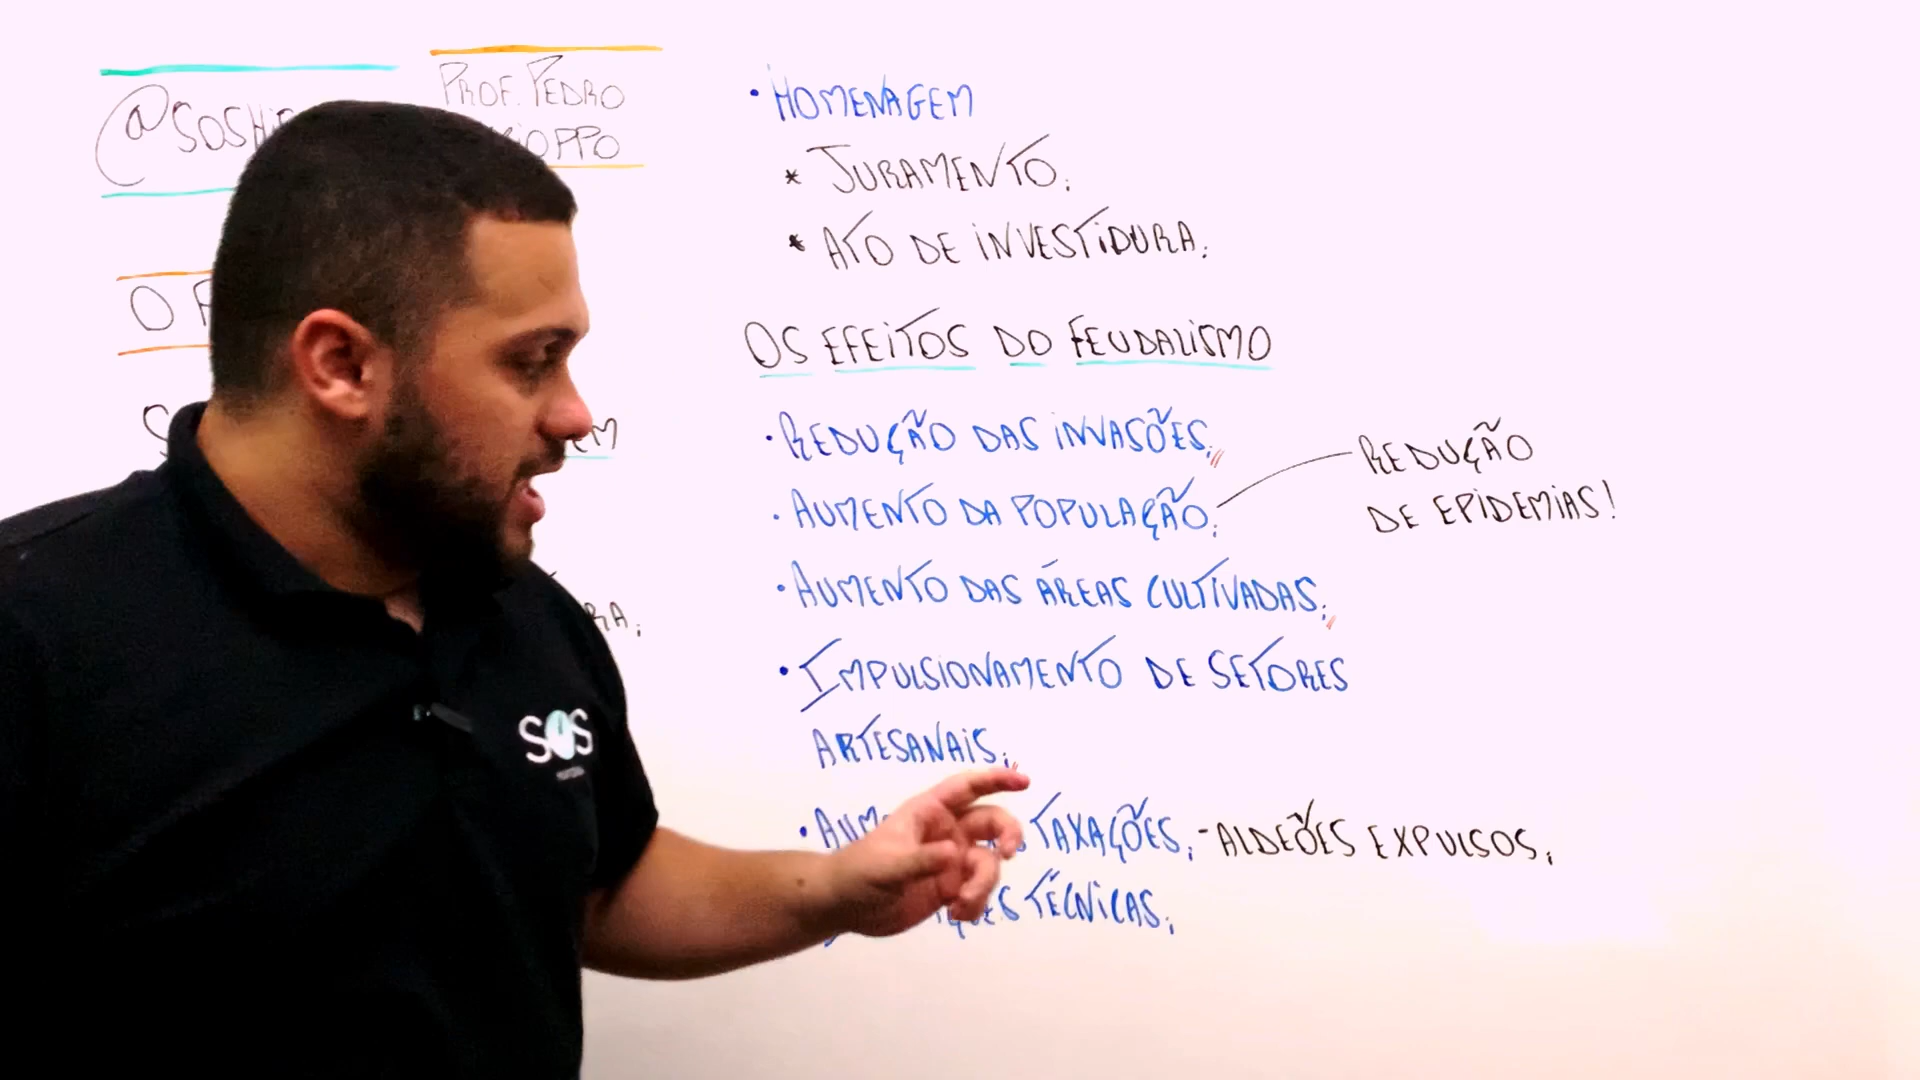 PROF. PEDRO
• HOMENAGEM
* JURAMENTO;
* ATO DE INVESTIDURA;
OS EFEITOS DO FEUDALISMO
• REDUÇÃO DAS INVASÕES;
• AUMENTO DA POPULAÇÃO;
REDUÇÃO
DE EPIDEMIAS!
• AUMENTO DAS ÁREAS CULTIVADAS;
• IMPULSIONAMENTO DE SETORES
ARTESANAIS;
TAXAÇÕES; - ALDEÕES EXPULSOS;
TÉCNICAS;
SOS